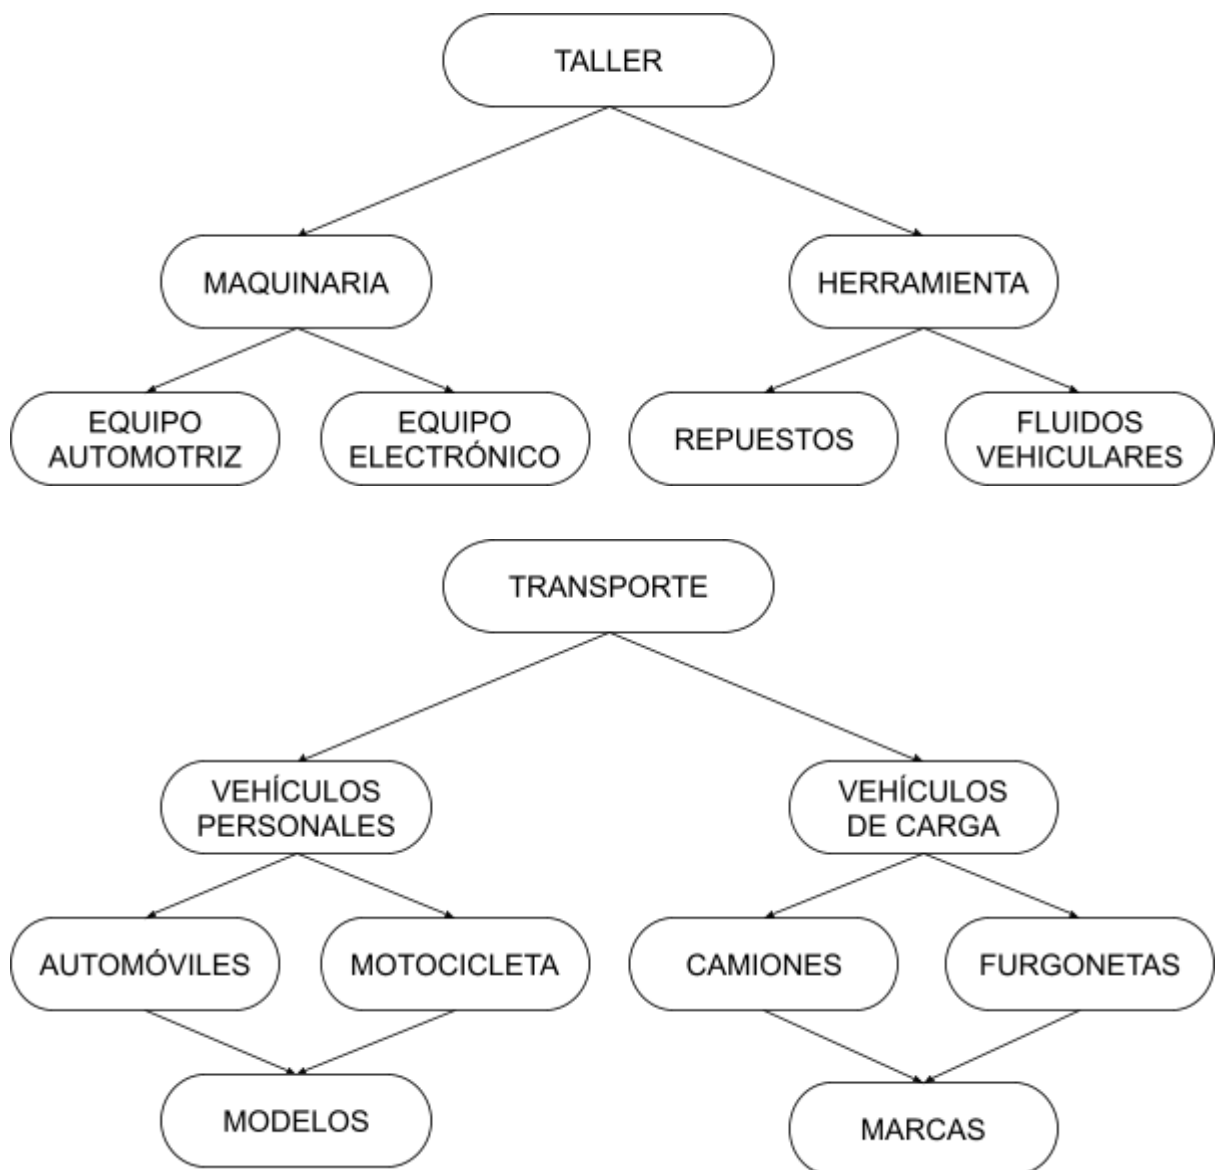 TALLER
MAQUINARIA
HERRAMIENTA
EQUIPO
AUTOMOTRIZ
EQUIPO
ELECTRÓNICO
REPUESTOS
FLUIDOS
VEHICULARES
TRANSPORTE
VEHÍCULOS
PERSONALES
VEHÍCULOS
DE CARGA
AUTOMÓVILES
MOTOCICLETA
CAMIONES
FURGONETAS
MODELOS
MARCAS